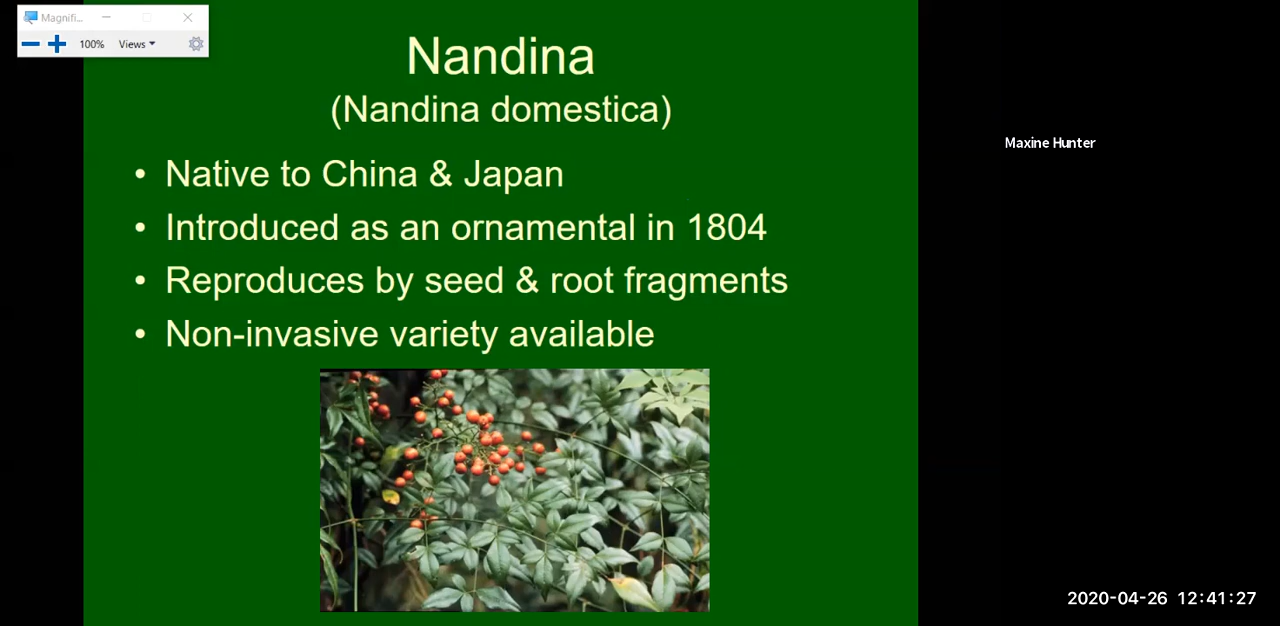 Magnifi...
100% Views
Nandina
(Nandina domestica)
• Native to China & Japan
• Introduced as an ornamental in 1804
• Reproduces by seed & root fragments
• Non-invasive variety available
Maxine Hunter
2020-04-26 12:41:27